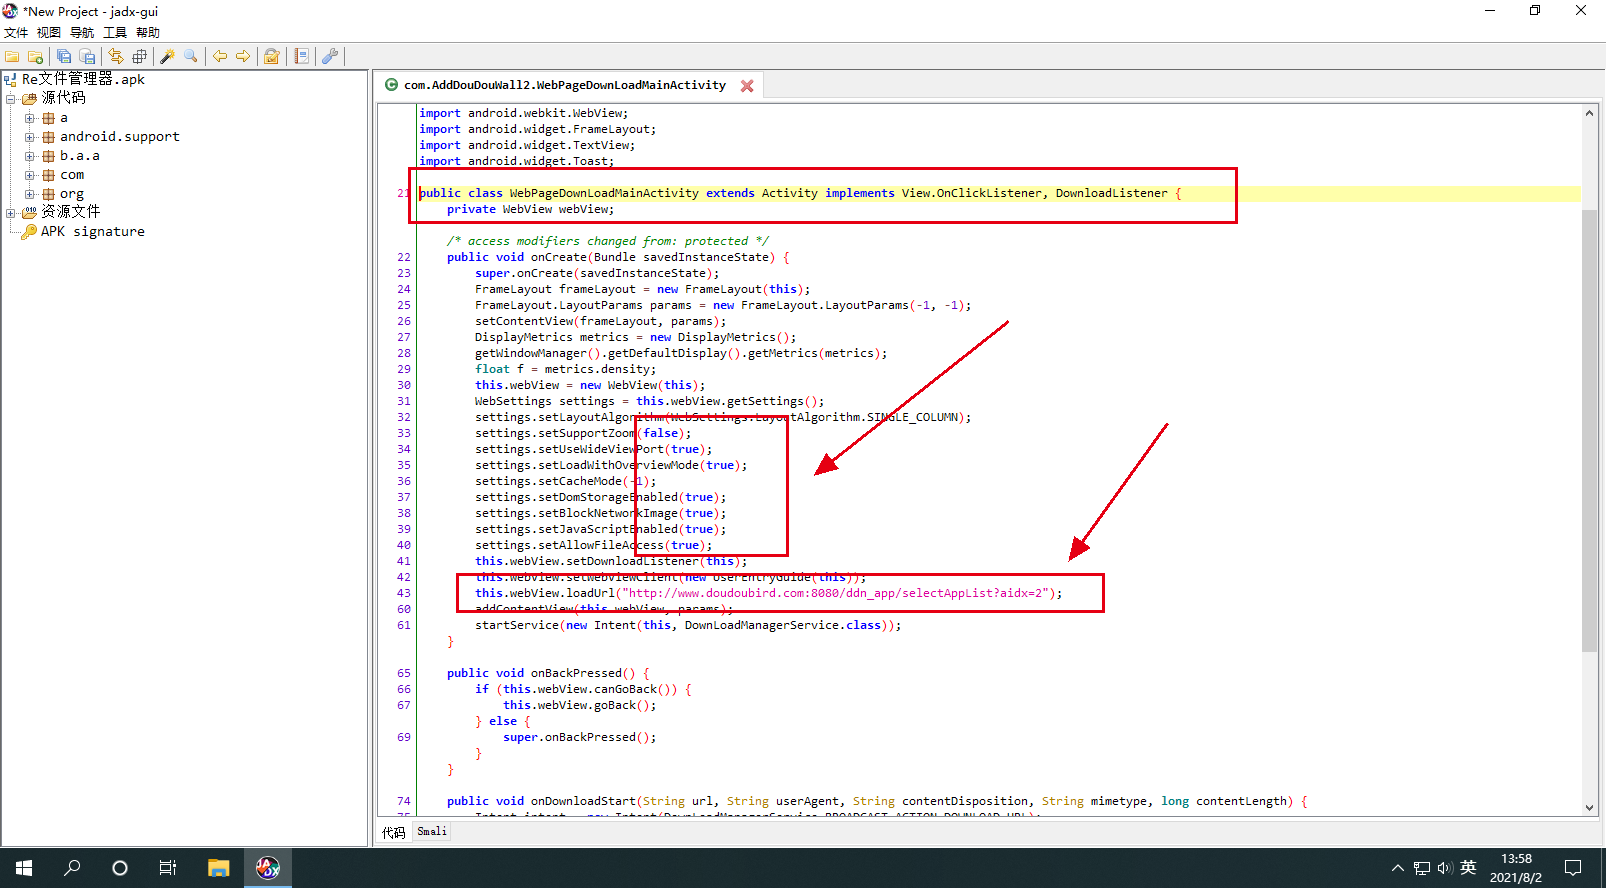 *New Project - jadx-gui
文件 视图 导航 工具 帮助
Re文件管理器.apk
源代码
a
android.support
b.a.a
com
org
资源文件
APK signature
com.AddDouDouWall2.WebPageDownLoadMainActivity
import android.webkit.WebView;
import android.widget.FrameLayout;
import android.widget.TextView;
import android.widget.Toast;
21 public class WebPageDownLoadMainActivity extends Activity implements View.OnClickListener, DownloadListener {
private WebView webView;
/* access modifiers changed from: protected */
22 public void onCreate(Bundle savedInstanceState) {
23 super.onCreate(savedInstanceState);
24 FrameLayout frameLayout = new FrameLayout(this);
25 FrameLayout.LayoutParams params = new FrameLayout.LayoutParams(-1, -1);
26 setContentView(frameLayout, params);
27 DisplayMetrics metrics = new DisplayMetrics();
28 getWindowManager().getDefaultDisplay().getMetrics(metrics);
29 float f = metrics.density;
30 this.webView = new WebView(this);
31 WebSettings settings = this.webView.getSettings();
32 settings.setLayoutAlgorithm(WebSettings.LayoutAlgorithm.SINGLE_COLUMN);
33 settings.setSupportZoom(false);
34 settings.setUseWideViewPort(true);
35 settings.setLoadWithOverviewMode(true);
36 settings.setCacheMode(-1);
37 settings.setDomStorageEnabled(true);
38 settings.setBlockNetworkImage(true);
39 settings.setJavaScriptEnabled(true);
40 settings.setAllowFileAccess(true);
41 this.webView.setDownloadListener(this);
42 this.webView.setWebViewClient(new UserEntryGuide(this));
43 this.webView.loadUrl("http://www.doudoubird.com:8080/ddn_app/selectAppList?aidx=2");
60 addContentView(this.webView, params);
61 startService(new Intent(this, DownLoadManagerService.class));
}
65 public void onBackPressed() {
66 if (this.webView.canGoBack()) {
67 this.webView.goBack();
} else {
69 super.onBackPressed();
}
}
74 public void onDownloadStart(String url, String userAgent, String contentDisposition, String mimetype, long contentLength) {
75 Intent intent = new Intent(DownLoadManagerService.BROADCAST_ACTION_DOWNLOAD_URL);
代码 Smali
英
13:58
2021/8/2